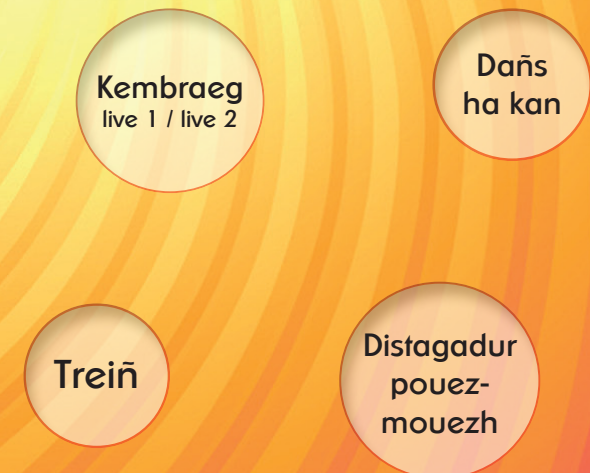 Kembraeg
live 1 / live 2
Dañs
ha kan
Treiñ
Distagadur
pouez-
mouezh